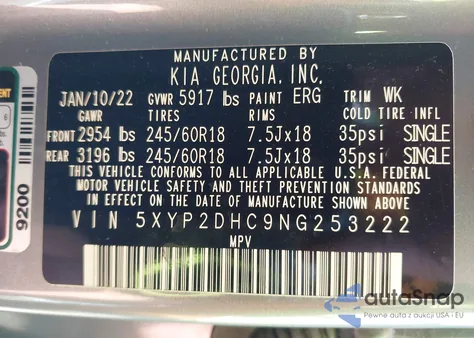 MANUFACTURED BY
KIA GEORGIA, INC.
JAN/10/22 GVWR 5917 lbs PAINT ERG TRIM WK
GAWR TIRES RIMS COLD TIRE INFL
FRONT 2954 lbs 245/60R18 7.5Jx18 35psi SINGLE
REAR 3196 lbs 245/60R18 7.5Jx18 35psi SINGLE
THIS VEHICLE CONFORMS TO ALL APPLICABLE U.S.A. FEDERAL
MOTOR VEHICLE SAFETY AND THEFT PREVENTION STANDARDS
IN EFFECT ON THE DATE OF MANUFACTURE SHOWN ABOVE
VIN 5XYP2DHC9NG253222
MPV
9200
6
autoSnap
Pewne auta z aukcji USA i EU